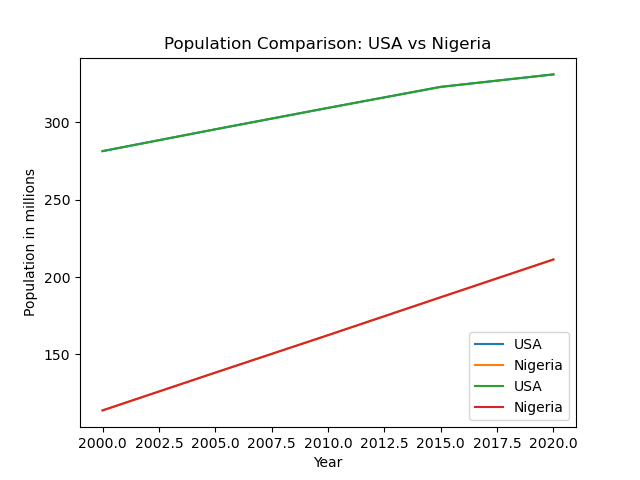 Population Comparison: USA vs Nigeria
Population in millions
300
250
200
150
USA
Nigeria
USA
Nigeria
2000.0 2002.5 2005.0 2007.5 2010.0 2012.5 2015.0 2017.5 2020.0
Year